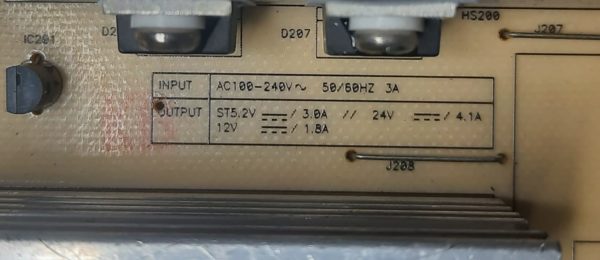 HS200
IC201
D2
D207
J207
INPUT AC100-240V~ 50/60HZ 3A
OUTPUT ST5.2V ⎓ / 3.0A // 24V ⎓ / 4.1A
12V ⎓ / 1.8A
J208